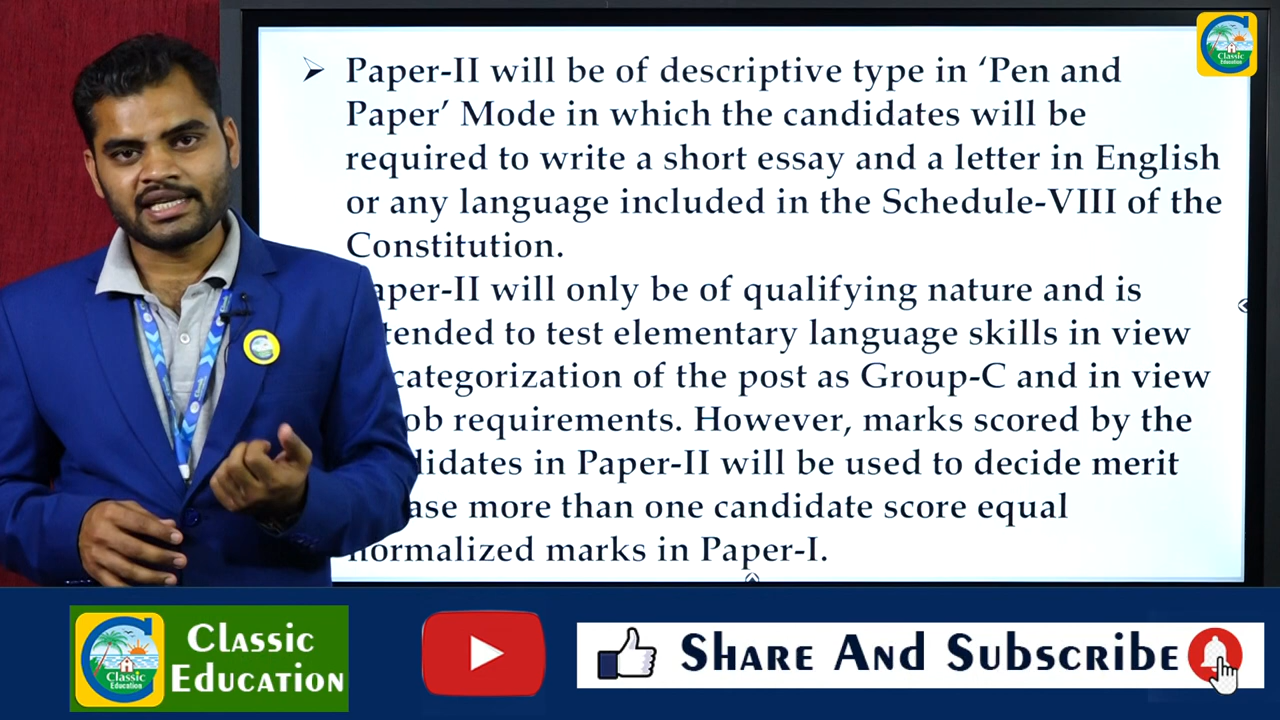 Paper-II will be of descriptive type in ‘Pen and
Paper’ Mode in which the candidates will be
required to write a short essay and a letter in English
or any language included in the Schedule-VIII of the
Constitution.
aper-II will only be of qualifying nature and is
tended to test elementary language skills in view
categorization of the post as Group-C and in view
ob requirements. However, marks scored by the
lidates in Paper-II will be used to decide merit
ase more than one candidate score equal
normalized marks in Paper-I.
Classic
Education
Classic
Education
Share And Subscribe